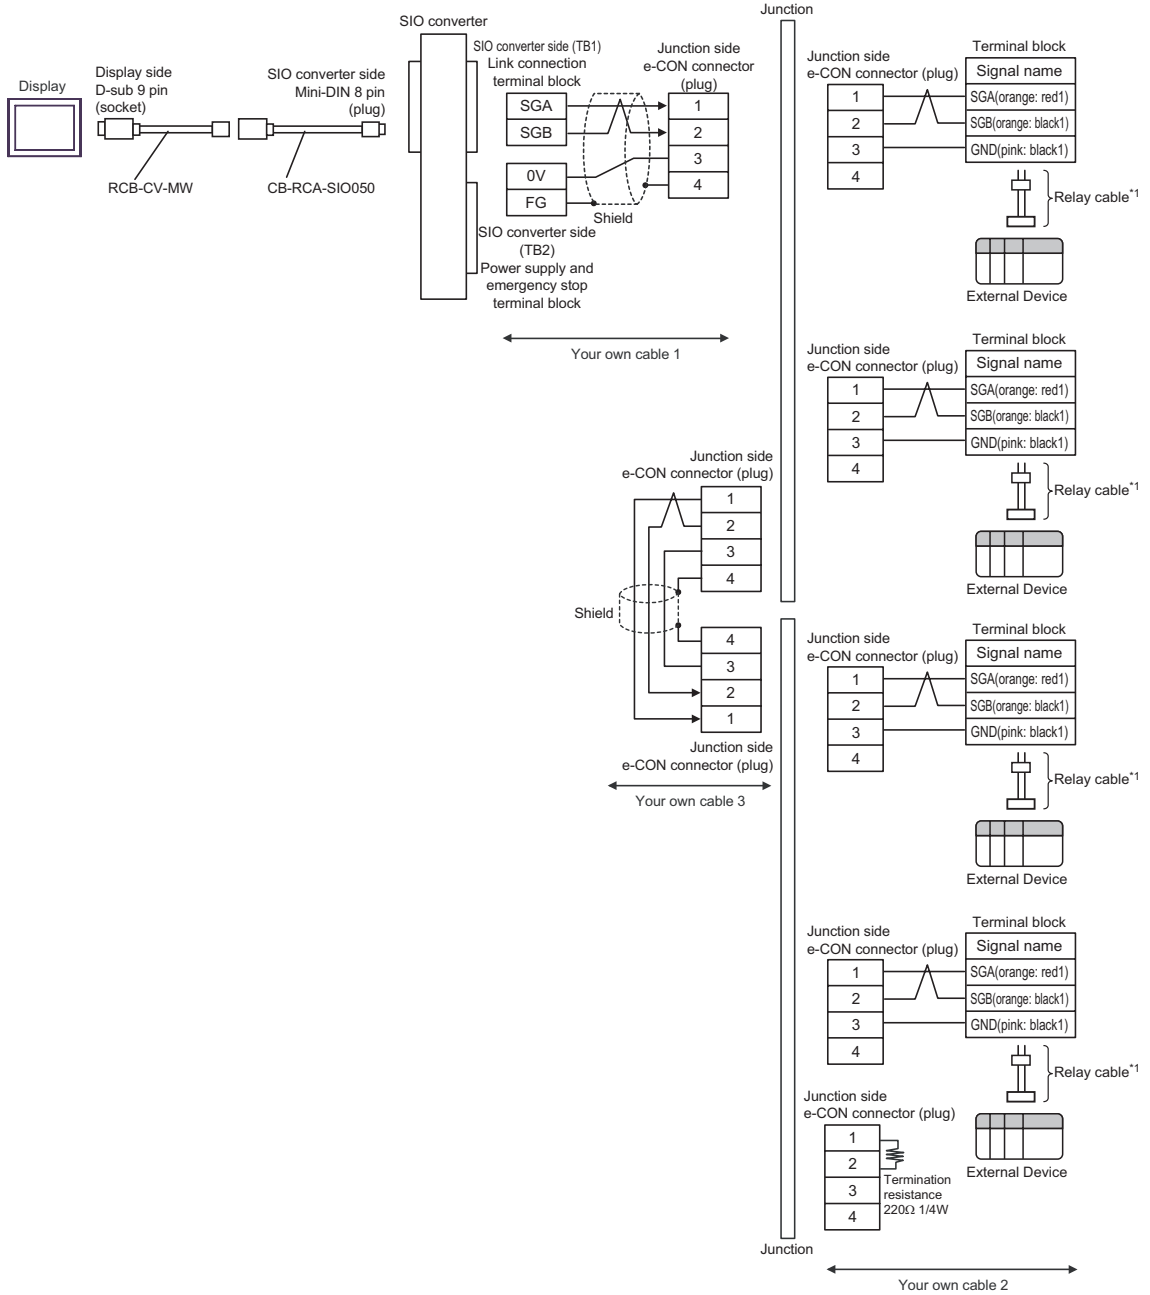 Display
Display side
D-sub 9 pin
(socket)
RCB-CV-MW
SIO converter side
Mini-DIN 8 pin
(plug)
CB-RCA-SIO050
SIO converter
SIO converter side (TB1)
Link connection
terminal block
SGA
SGB
0V
FG
Shield
SIO converter side
(TB2)
Power supply and
emergency stop
terminal block
Junction side
e-CON connector
(plug)
1
2
3
4
Your own cable 1
Junction
Junction side
e-CON connector (plug)
1
2
3
4
Terminal block
Signal name
SGA(orange: red1)
SGB(orange: black1)
GND(pink: black1)
Relay cable*1
External Device
Junction side
e-CON connector (plug)
1
2
3
4
Terminal block
Signal name
SGA(orange: red1)
SGB(orange: black1)
GND(pink: black1)
Relay cable*1
External Device
Junction side
e-CON connector (plug)
1
2
3
4
Shield
4
3
2
1
Junction side
e-CON connector (plug)
Your own cable 3
Junction side
e-CON connector (plug)
1
2
3
4
Terminal block
Signal name
SGA(orange: red1)
SGB(orange: black1)
GND(pink: black1)
Relay cable*1
External Device
Junction side
e-CON connector (plug)
1
2
3
4
Terminal block
Signal name
SGA(orange: red1)
SGB(orange: black1)
GND(pink: black1)
Relay cable*1
External Device
Junction side
e-CON connector (plug)
1
2
3
4
Termination
resistance
220Ω 1/4W
Junction
Your own cable 2